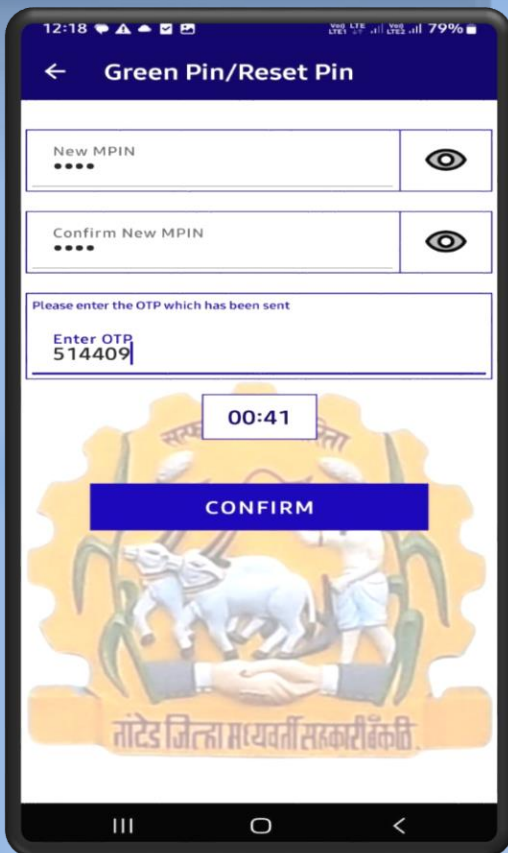 12:18
79%
Green Pin/Reset Pin
New MPIN
••••
Confirm New MPIN
••••
Please enter the OTP which has been sent
Enter OTP
514409
00:41
CONFIRM
नांदेड जिल्हा मध्यवर्ती सहकारी बँक लि.